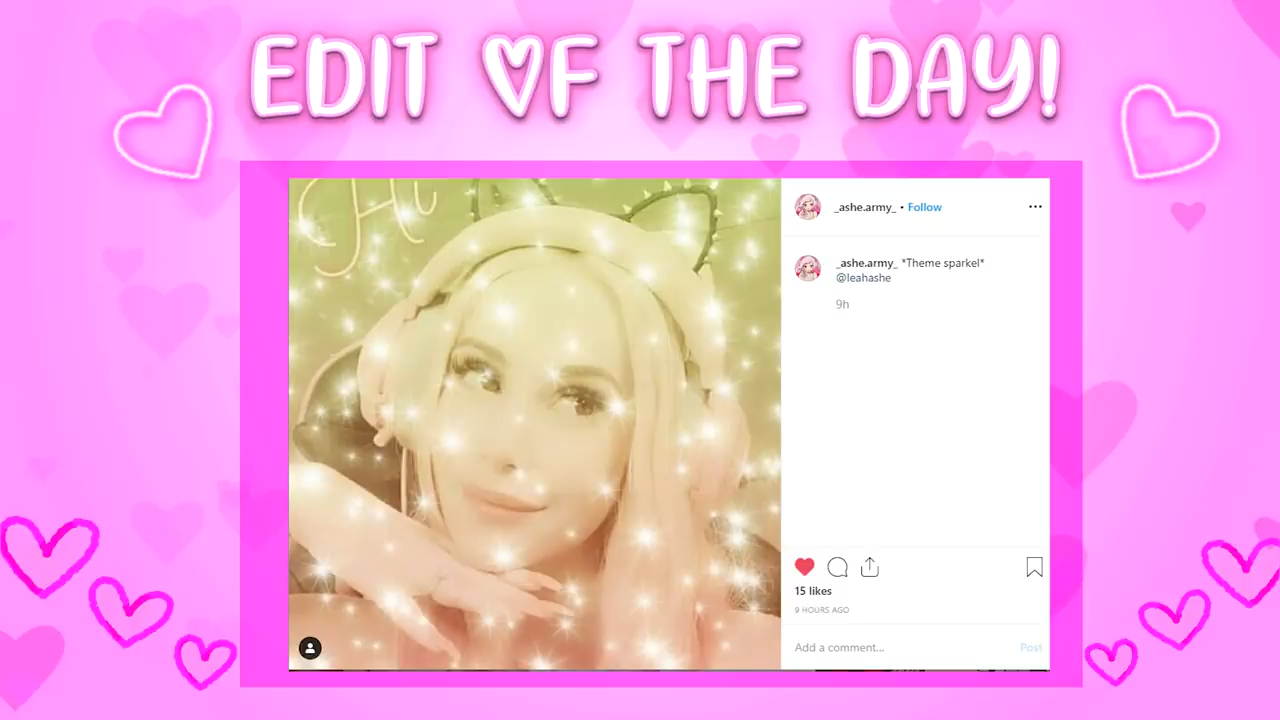 EDIT OF THE DAY!
Hi
_ashe.army_ • Follow
_ashe.army_ *Theme sparkel*
@leahashe
9h
15 likes
9 HOURS AGO
Add a comment... Post